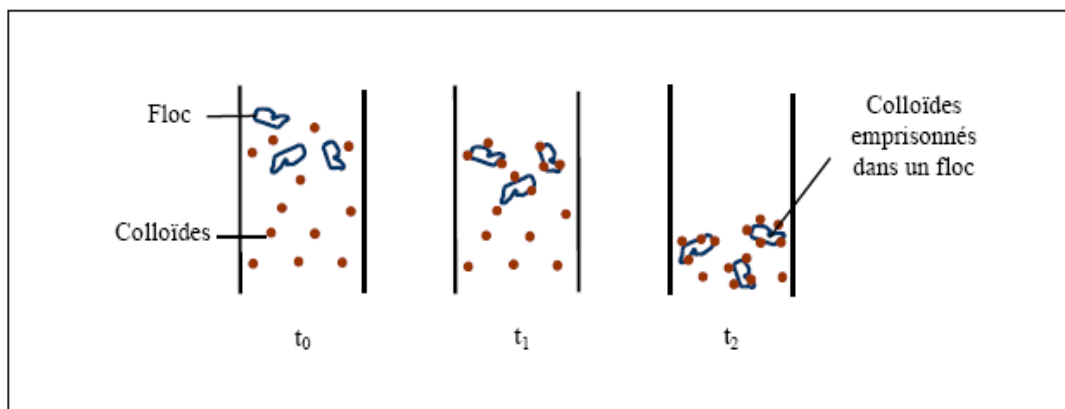 Floc
Colloïdes
Colloïdes
emprisonnés
dans un floc
t0
t1
t2